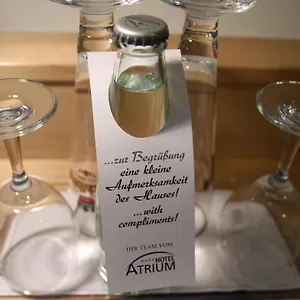 ...zur Begrüßung
eine kleine
Aufmerksamkeit
des Hauses!
...with
compliments!
IHR TEAM VOM
HOTEL
ATRIUM